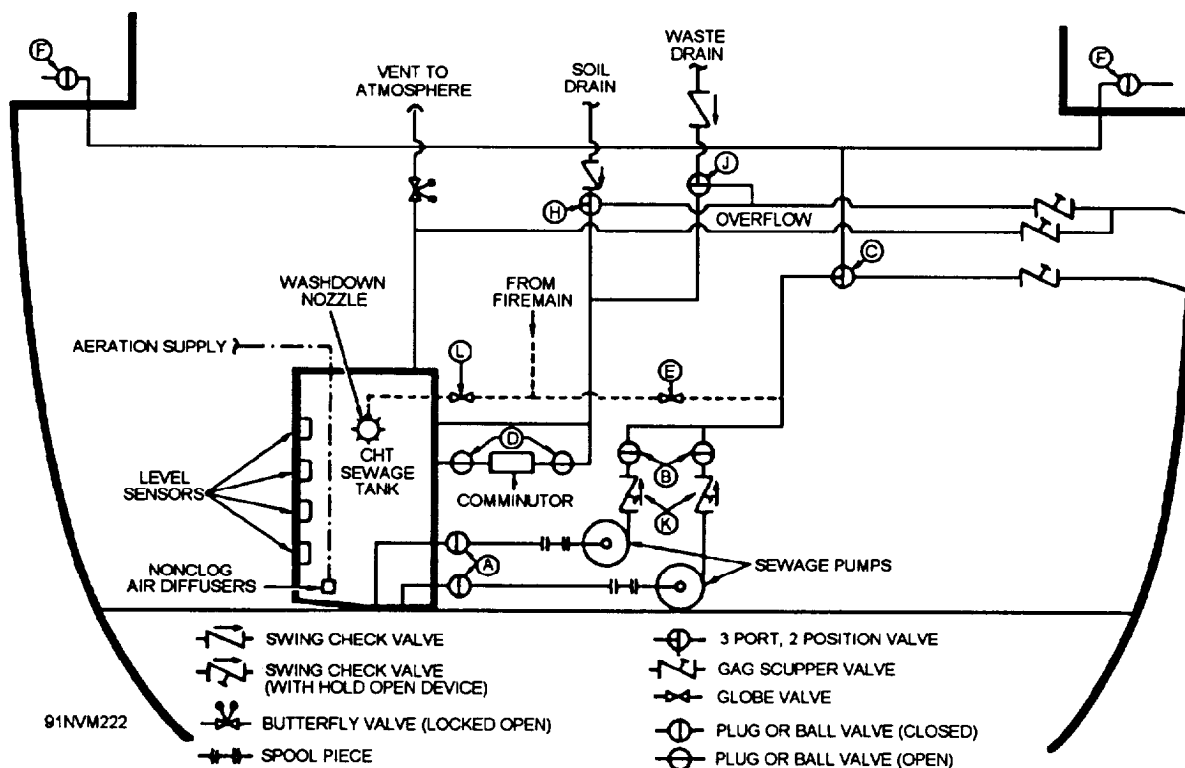 WASTE
DRAIN
F
VENT TO
ATMOSPHERE
SOIL
DRAIN
F
J
H
OVERFLOW
C
WASHDOWN
NOZZLE
FROM
FIREMAIN
AERATION SUPPLY
L
E
CHT
SEWAGE
TANK
D
COMMINUTOR
B
K
LEVEL
SENSORS
A
SEWAGE PUMPS
NONCLOG
AIR DIFFUSERS
SWING CHECK VALVE
SWING CHECK VALVE
(WITH HOLD OPEN DEVICE)
BUTTERFLY VALVE (LOCKED OPEN)
SPOOL PIECE
3 PORT, 2 POSITION VALVE
GAG SCUPPER VALVE
GLOBE VALVE
PLUG OR BALL VALVE (CLOSED)
PLUG OR BALL VALVE (OPEN)
91NVM222